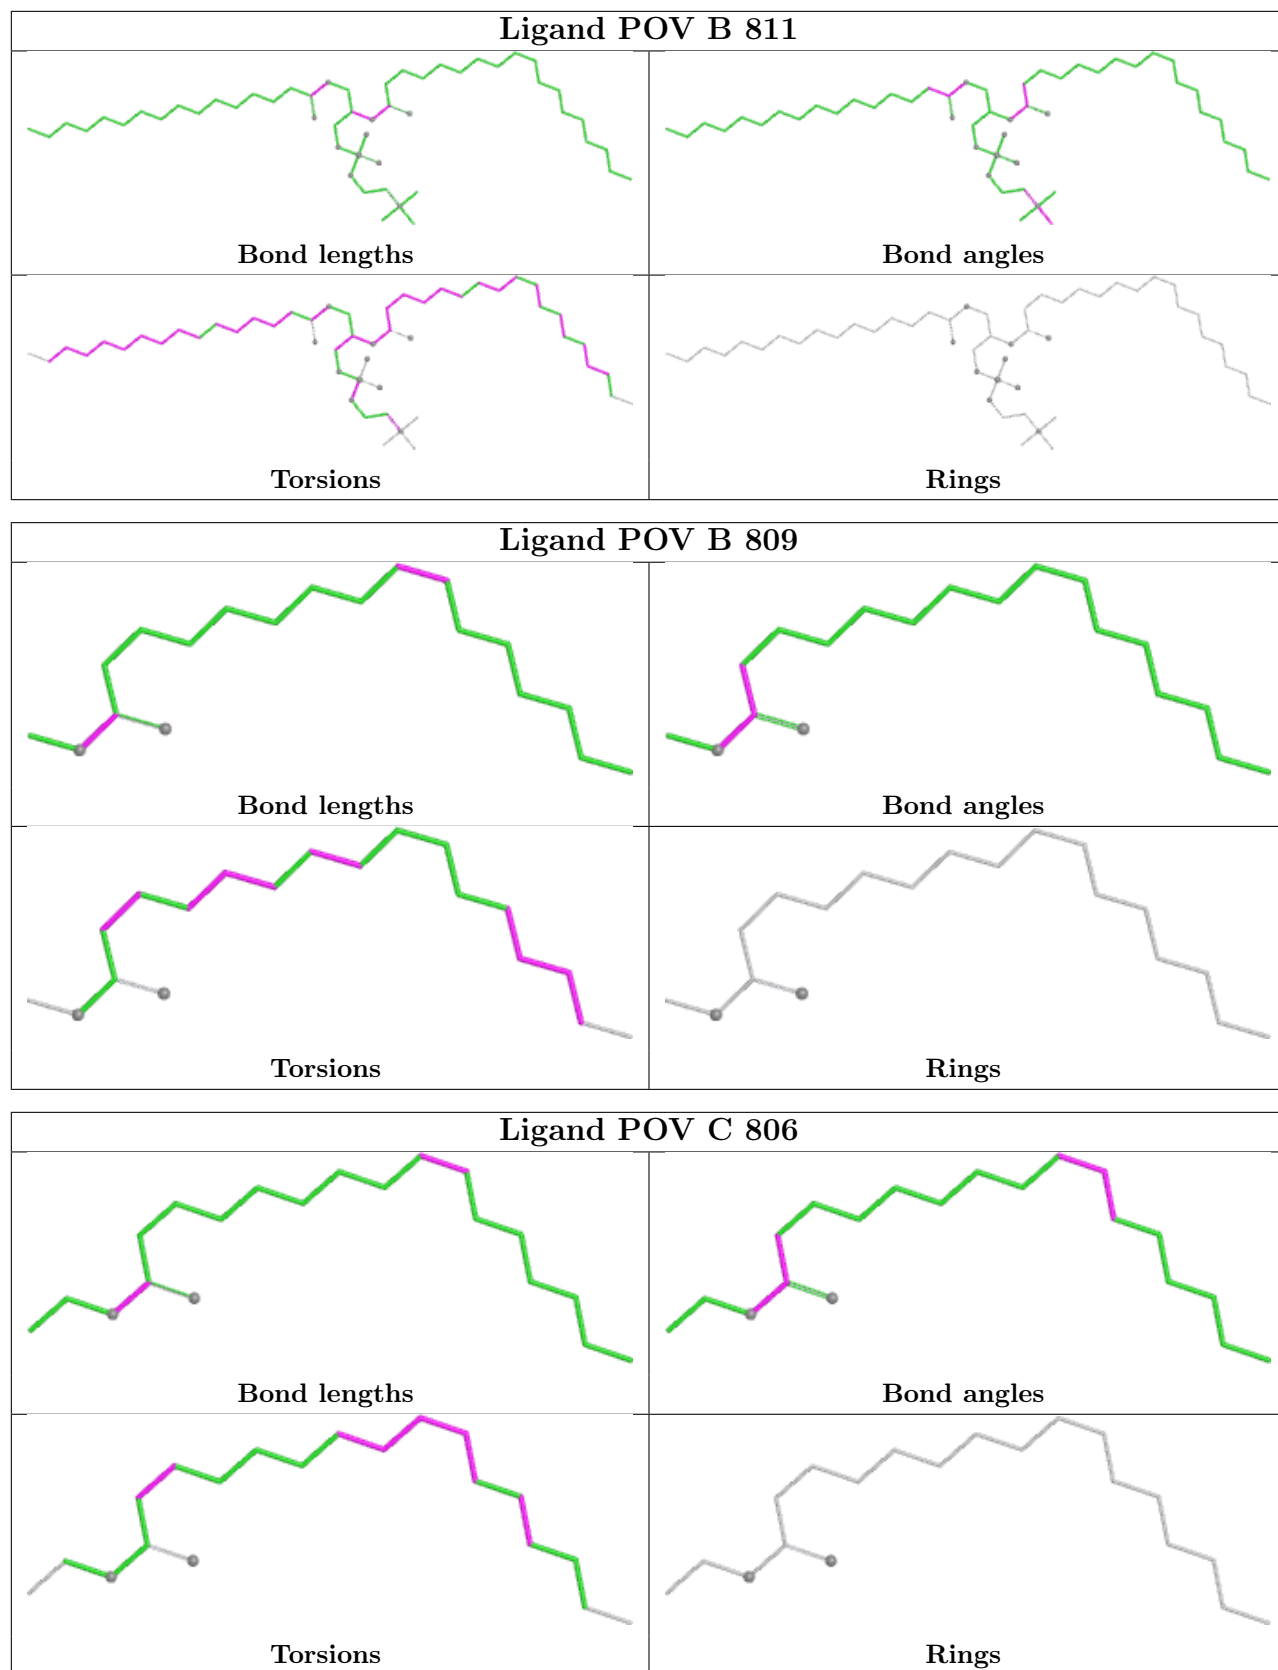 Ligand POV B 811
Bond lengths
Bond angles
Torsions
Rings
Ligand POV B 809
Bond lengths
Bond angles
Torsions
Rings
Ligand POV C 806
Bond lengths
Bond angles
Torsions
Rings